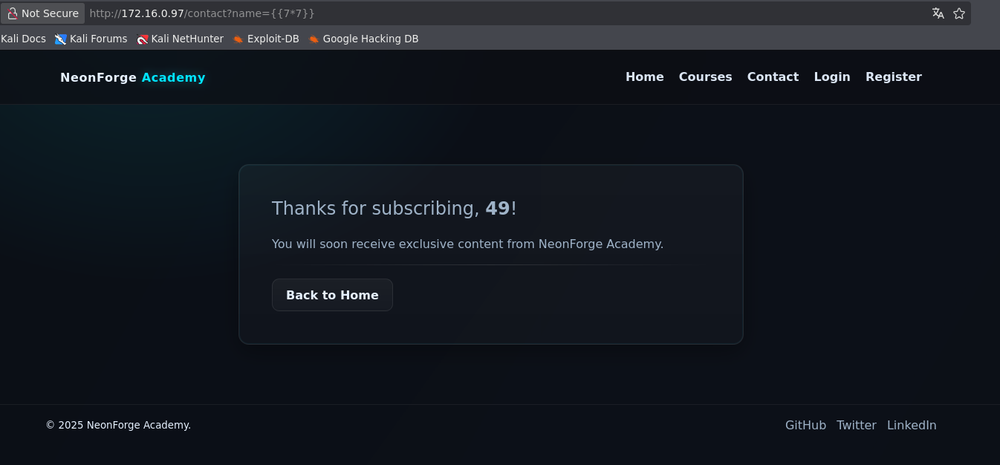 Not Secure http://172.16.0.97/contact?name={{7*7}}
Kali Docs Kali Forums Kali NetHunter Exploit-DB Google Hacking DB
NeonForge Academy Home Courses Contact Login Register
Thanks for subscribing, 49!
You will soon receive exclusive content from NeonForge Academy.
Back to Home
© 2025 NeonForge Academy. GitHub Twitter LinkedIn